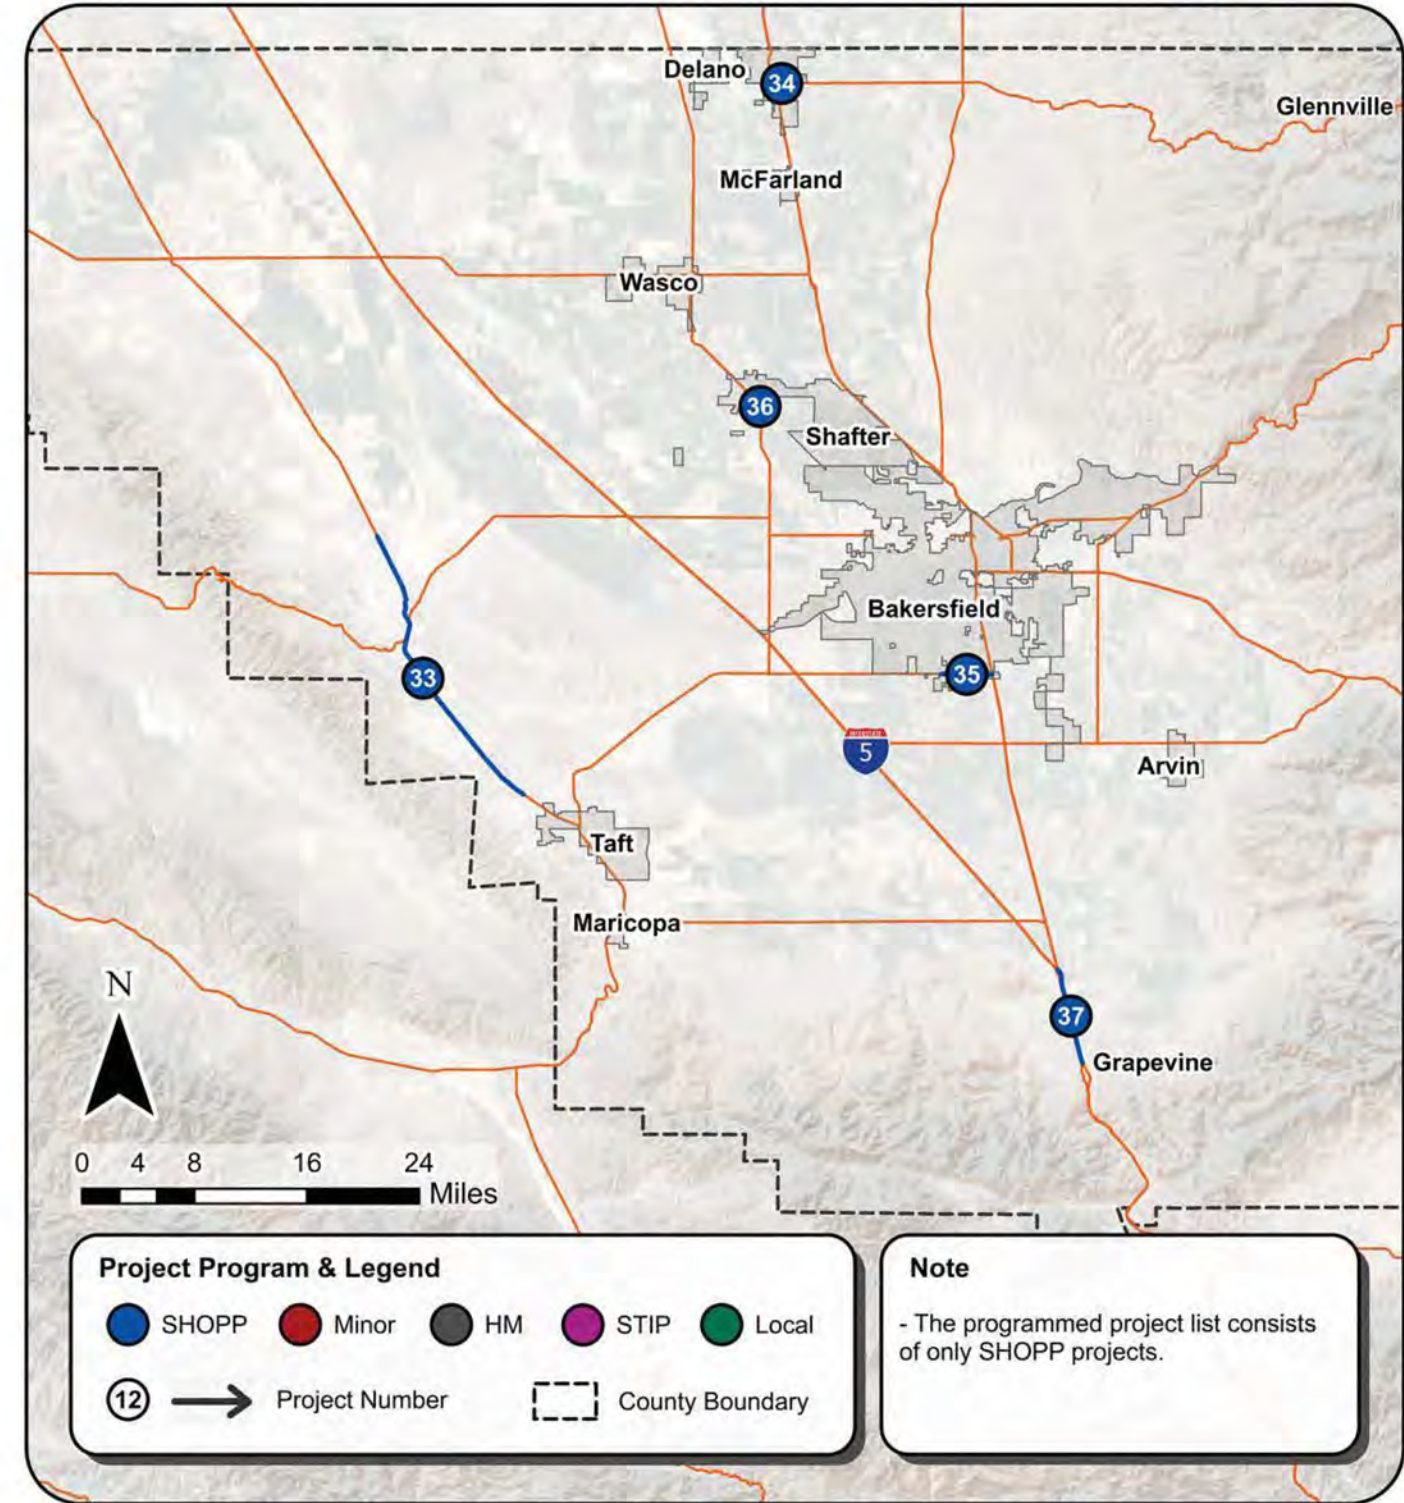 Delano
34
Glennville
McFarland
Wasco
36
Shafter
Bakersfield
33
35
INTERSTATE
5
Arvin
Taft
Maricopa
N
37
Grapevine
0 4 8 16 24
Miles
Project Program & Legend
SHOPP Minor HM STIP Local
12 Project Number County Boundary
Note
- The programmed project list consists
of only SHOPP projects.